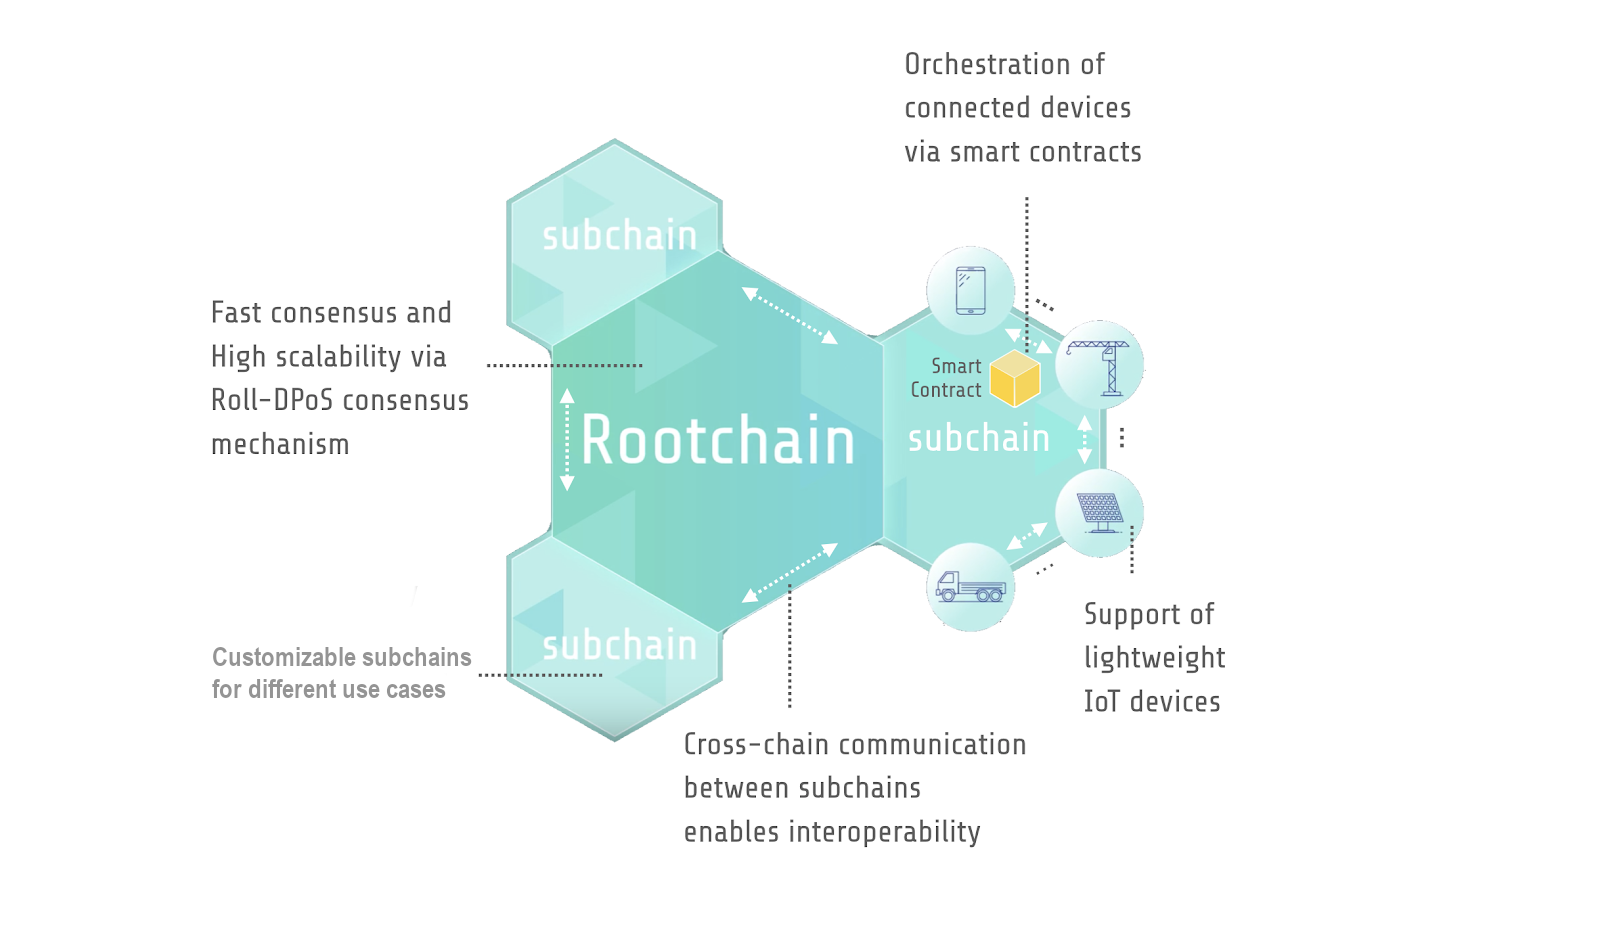 Orchestration of
connected devices
via smart contracts
subchain
Fast consensus and
High scalability via
Roll-DPoS consensus
mechanism
Rootchain
Smart
Contract
subchain
subchain
Customizable subchains
for different use cases
Support of
lightweight
IoT devices
Cross-chain communication
between subchains
enables interoperability